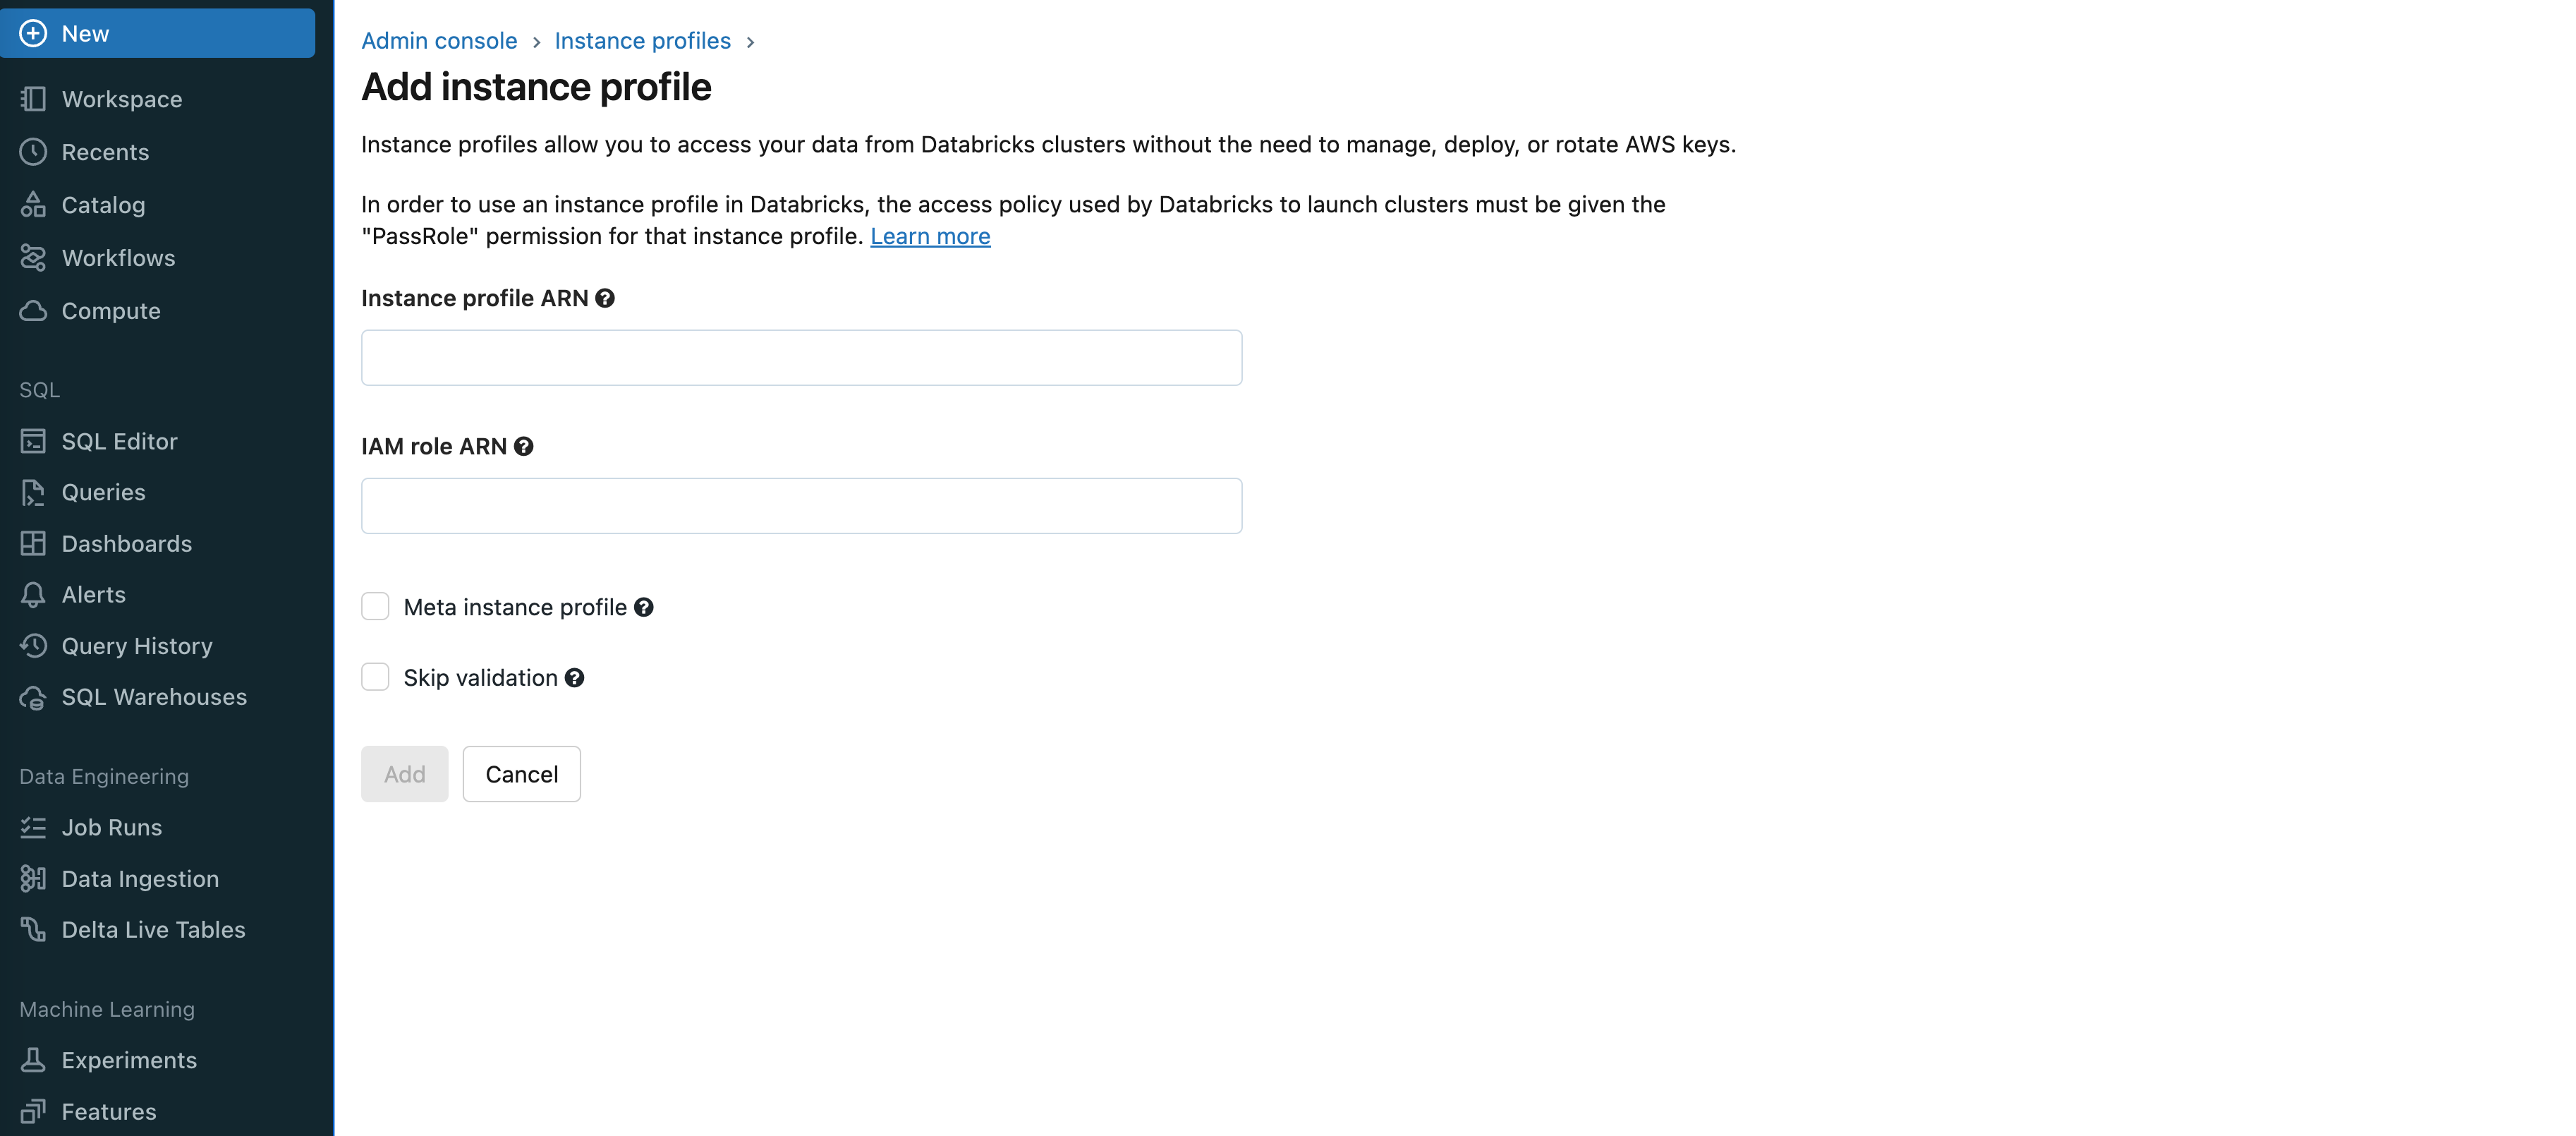 New
Workspace
Recents
Catalog
Workflows
Compute
SQL
SQL Editor
Queries
Dashboards
Alerts
Query History
SQL Warehouses
Data Engineering
Job Runs
Data Ingestion
Delta Live Tables
Machine Learning
Experiments
Features
Admin console › Instance profiles ›
Add instance profile
Instance profiles allow you to access your data from Databricks clusters without the need to manage, deploy, or rotate AWS keys.
In order to use an instance profile in Databricks, the access policy used by Databricks to launch clusters must be given the
"PassRole" permission for that instance profile. Learn more
Instance profile ARN ?
IAM role ARN ?
Meta instance profile ?
Skip validation ?
Add Cancel